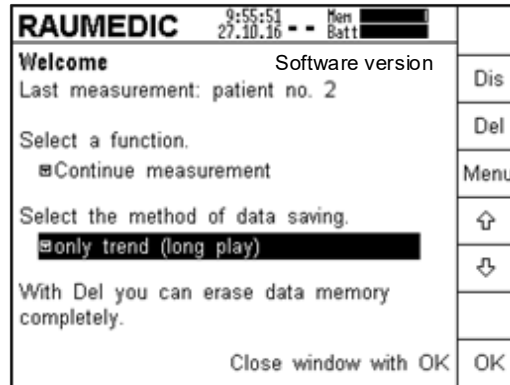 RAUMEDIC 9:55:51 Mem
27.10.16 - - Batt
Welcome Software version
Last measurement: patient no. 2
Dis
Del
Select a function.
Continue measurement
Menu
Select the method of data saving.
only trend (long play)
With Del you can erase data memory
completely.
Close window with OK
OK